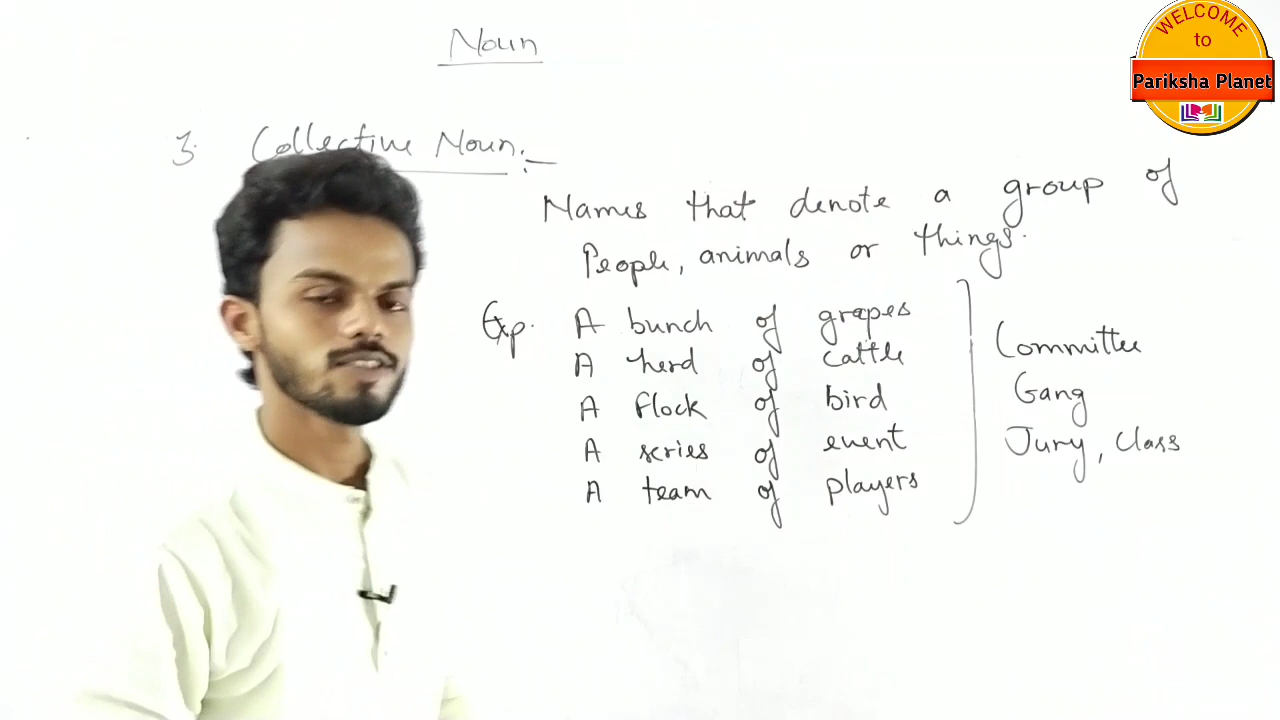 Noun
WELCOME
to
Pariksha Planet
3. Collective Noun:-
Names that denote a group of
People, animals or things.
Exp. A bunch of grapes
A herd of cattle
A flock of bird
A series of event
A team of players
Committee
Gang
Jury, Class